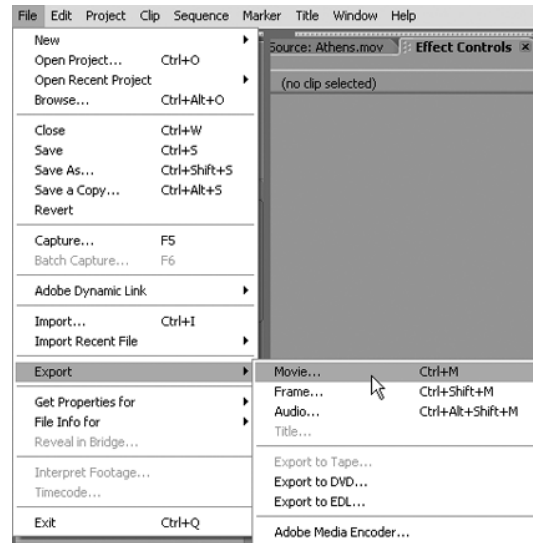 File Edit Project Clip Sequence Marker Title Window Help
Source: Athens.mov Effect Controls ×
(no clip selected)
New
Open Project... Ctrl+O
Open Recent Project
Browse... Ctrl+Alt+O
Close Ctrl+W
Save Ctrl+S
Save As... Ctrl+Shift+S
Save a Copy... Ctrl+Alt+S
Revert
Capture... F5
Batch Capture... F6
Adobe Dynamic Link
Import... Ctrl+I
Import Recent File
Export
Get Properties for
File Info for
Reveal in Bridge...
Interpret Footage...
Timecode...
Exit Ctrl+Q
Movie... Ctrl+M
Frame... Ctrl+Shift+M
Audio... Ctrl+Alt+Shift+M
Title...
Export to Tape...
Export to DVD...
Export to EDL...
Adobe Media Encoder...